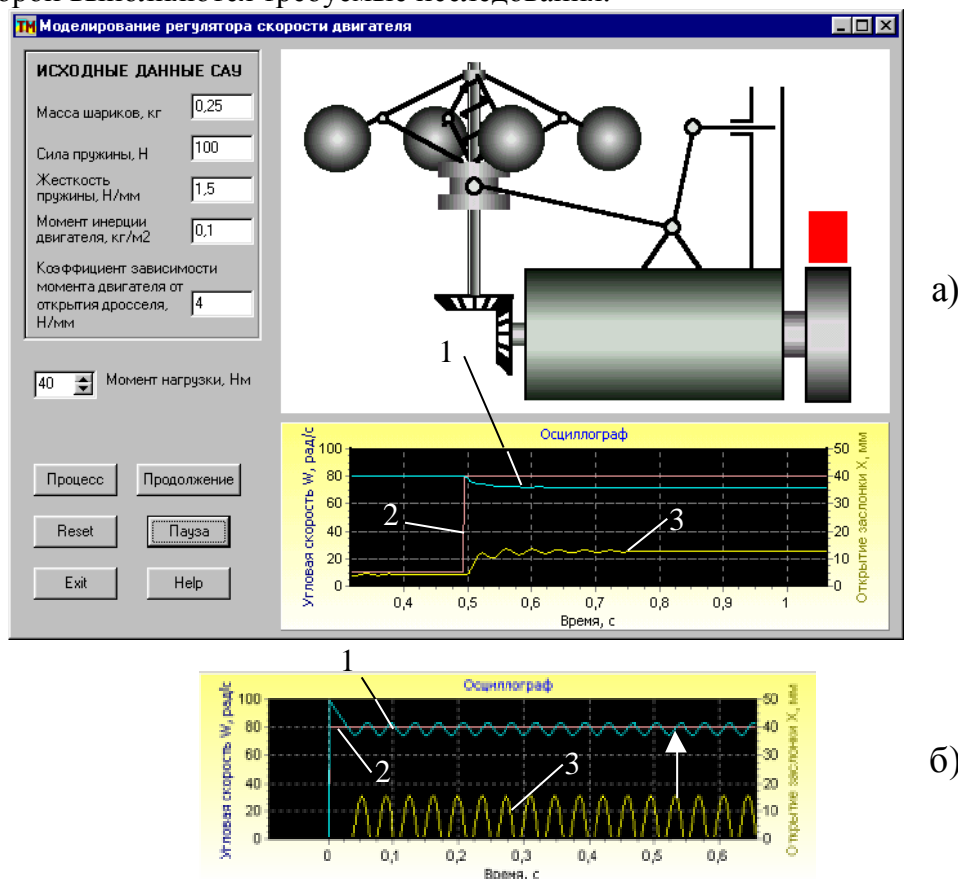 которой выполняются требуемые исследования.
Моделирование регулятора скорости двигателя
ИСХОДНЫЕ ДАННЫЕ САУ
Масса шариков, кг 0,25
Сила пружины, Н 100
Жесткость
пружины, Н/мм 1,5
Момент инерции
двигателя, кг/м2 0,1
Коэффициент зависимости
момента двигателя от
открытия дросселя, 4
Н/мм
40 Момент нагрузки, Нм
Процесс Продолжение
Reset Пауза
Exit Help
а)
1
Осциллограф
Угловая скорость W, рад/с
100 80 60 40 20 0
2
3
50 40 30 20 10 0
Открытие заслонки X, мм
0,4 0,5 0,6 0,7 0,8 0,9 1
Время, с
1
Осциллограф
Угловая скорость W, рад/с
100 80 60 40 20 0
2
3
50 40 30 20 10 0
Открытие заслонки X, мм
0 0,1 0,2 0,3 0,4 0,5 0,6
Время, с
б)